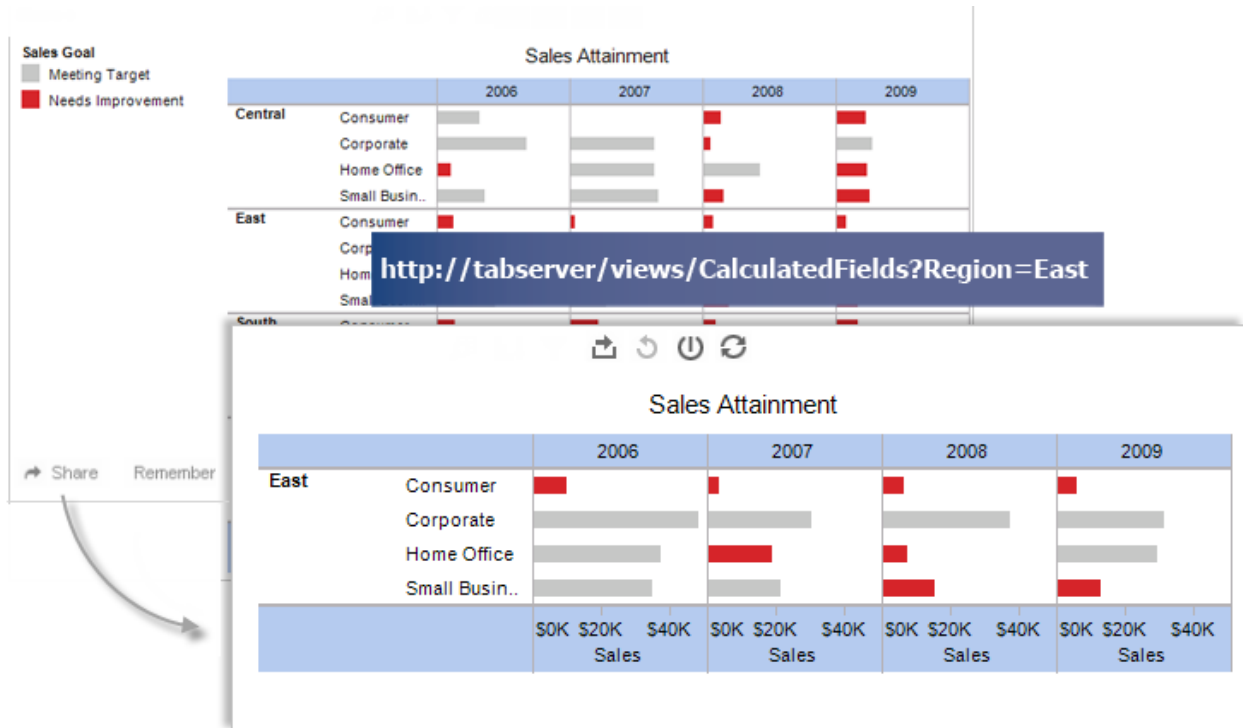 Sales Goal
Meeting Target
Needs Improvement
Sales Attainment
2006 2007 2008 2009
Central Consumer
Corporate
Home Office
Small Busin..
East Consumer
http://tabserver/views/CalculatedFields?Region=East
South
Share Remember
Sales Attainment
2006 2007 2008 2009
East Consumer
Corporate
Home Office
Small Busin..
$0K $20K $40K $0K $20K $40K $0K $20K $40K $0K $20K $40K
Sales Sales Sales Sales